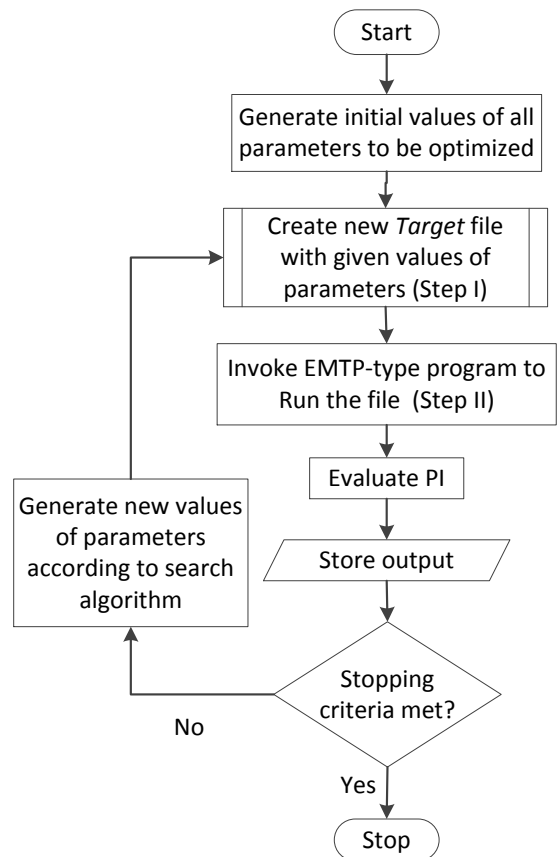 Start
Generate initial values of all
parameters to be optimized
Create new Target file
with given values of
parameters (Step I)
Invoke EMTP-type program to
Run the file (Step II)
Evaluate PI
Store output
Stopping
criteria met?
No
Generate new values
of parameters
according to search
algorithm
Yes
Stop